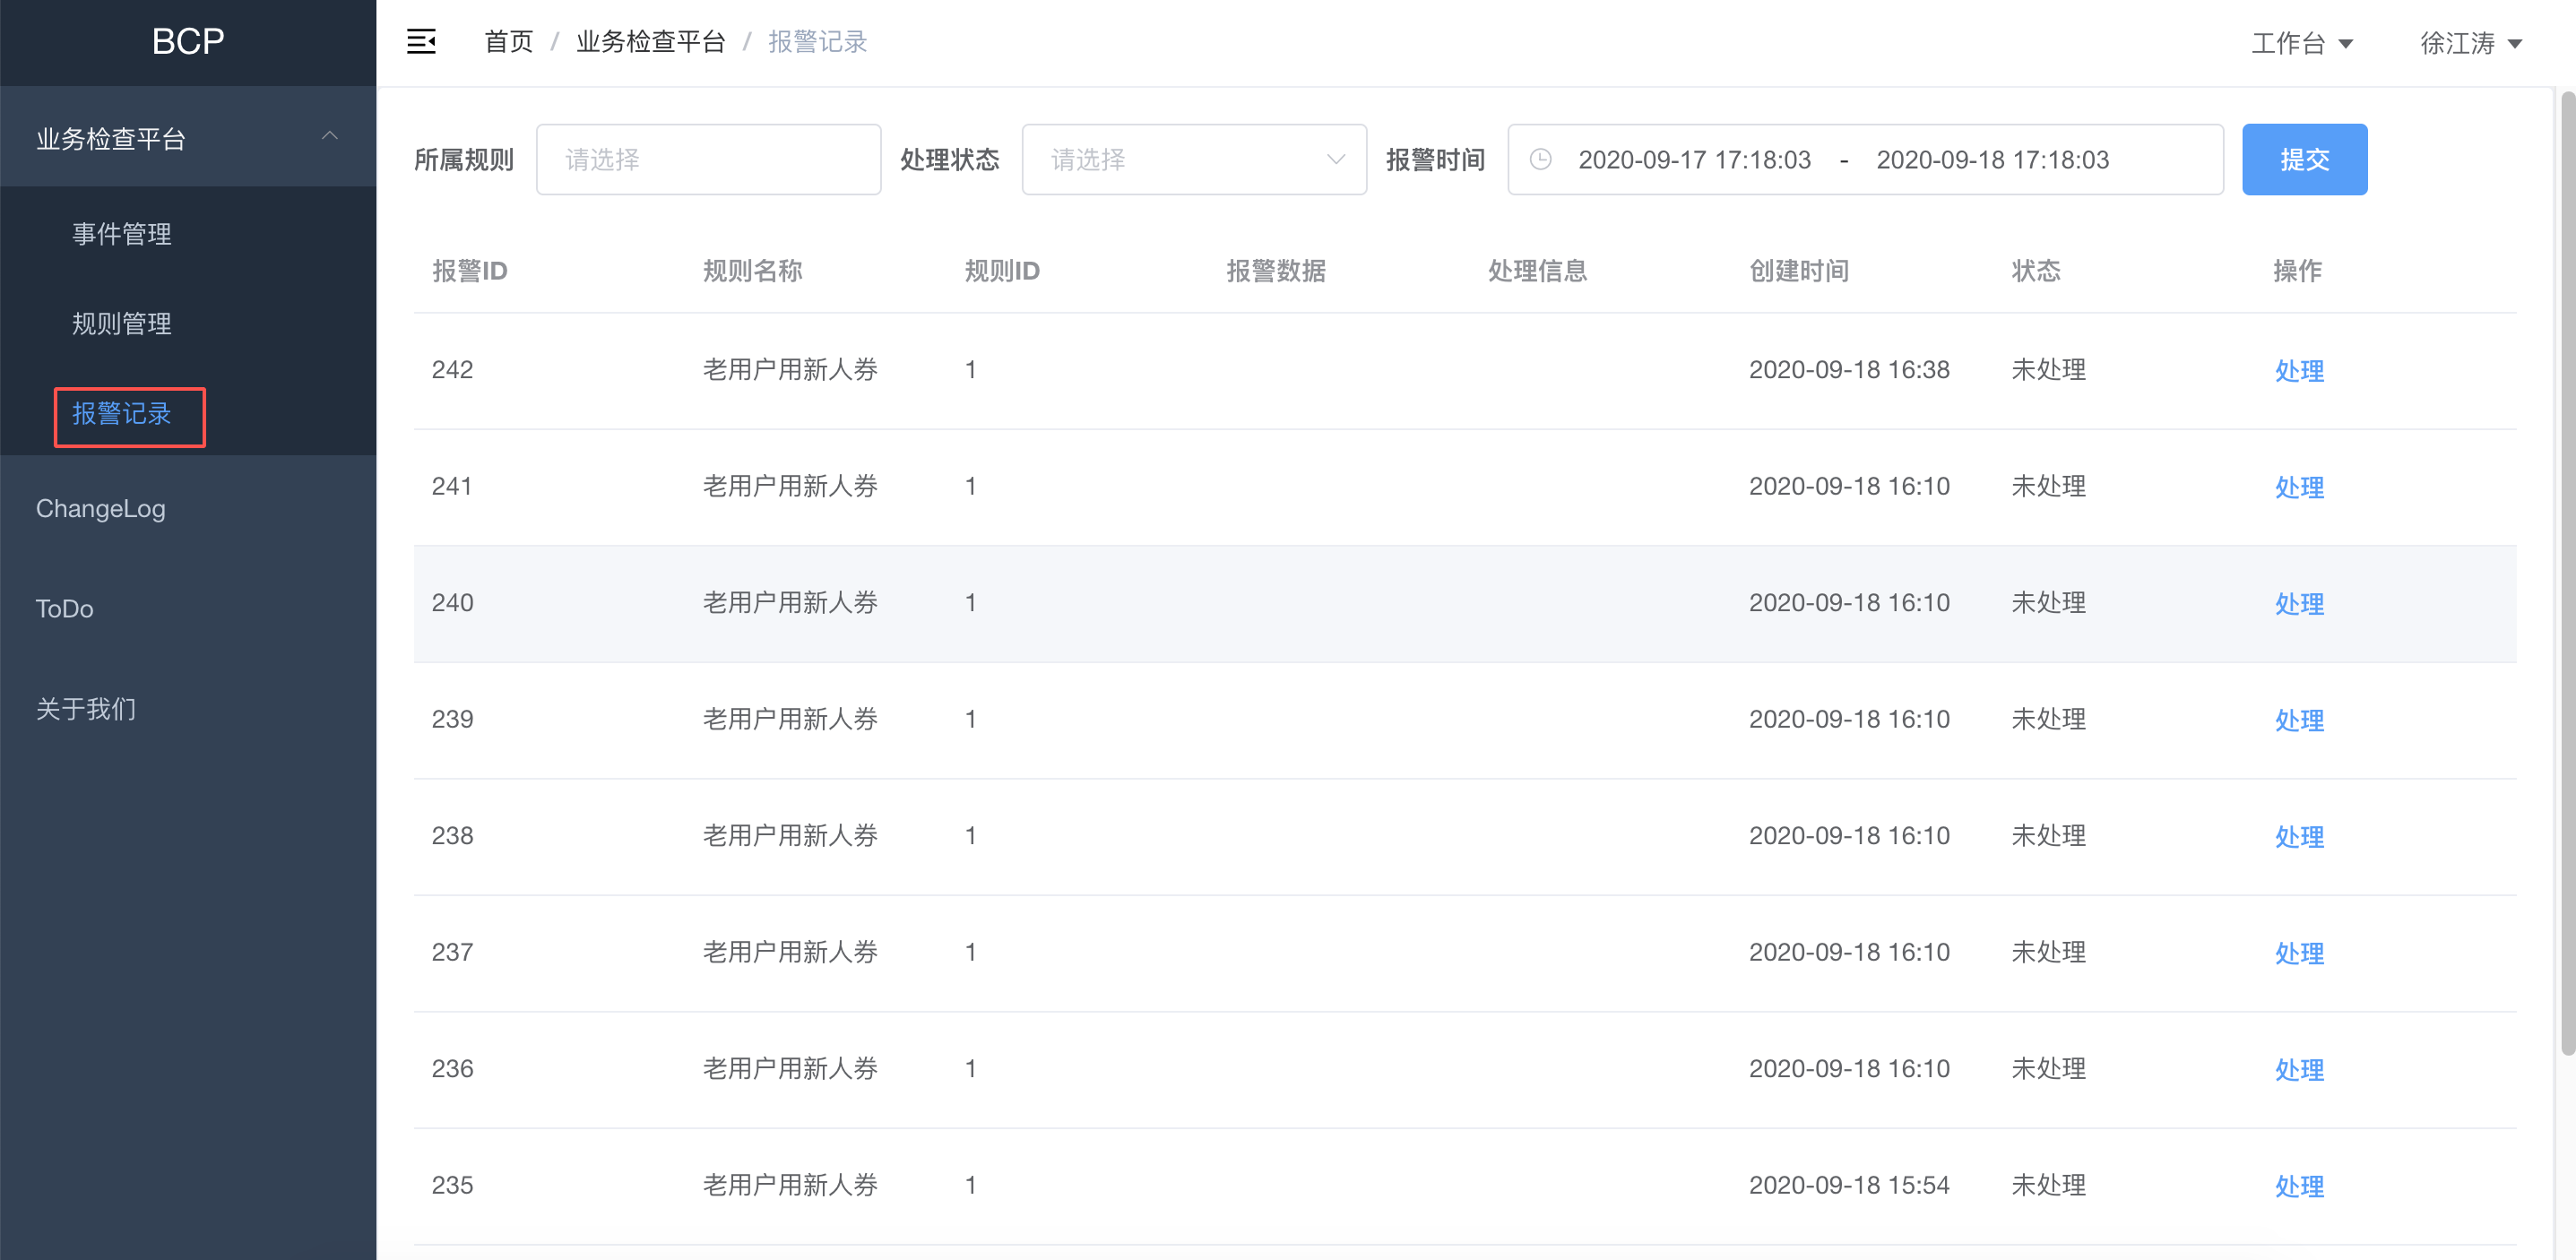 BCP
首页 / 业务检查平台 / 报警记录
工作台
徐江涛
业务检查平台
事件管理
规则管理
报警记录
ChangeLog
ToDo
关于我们
所属规则 请选择 处理状态 请选择 报警时间 2020-09-17 17:18:03 - 2020-09-18 17:18:03 提交
报警ID 规则名称 规则ID 报警数据 处理信息 创建时间 状态 操作
242 老用户用新人券 1 2020-09-18 16:38 未处理 处理
241 老用户用新人券 1 2020-09-18 16:10 未处理 处理
240 老用户用新人券 1 2020-09-18 16:10 未处理 处理
239 老用户用新人券 1 2020-09-18 16:10 未处理 处理
238 老用户用新人券 1 2020-09-18 16:10 未处理 处理
237 老用户用新人券 1 2020-09-18 16:10 未处理 处理
236 老用户用新人券 1 2020-09-18 16:10 未处理 处理
235 老用户用新人券 1 2020-09-18 15:54 未处理 处理